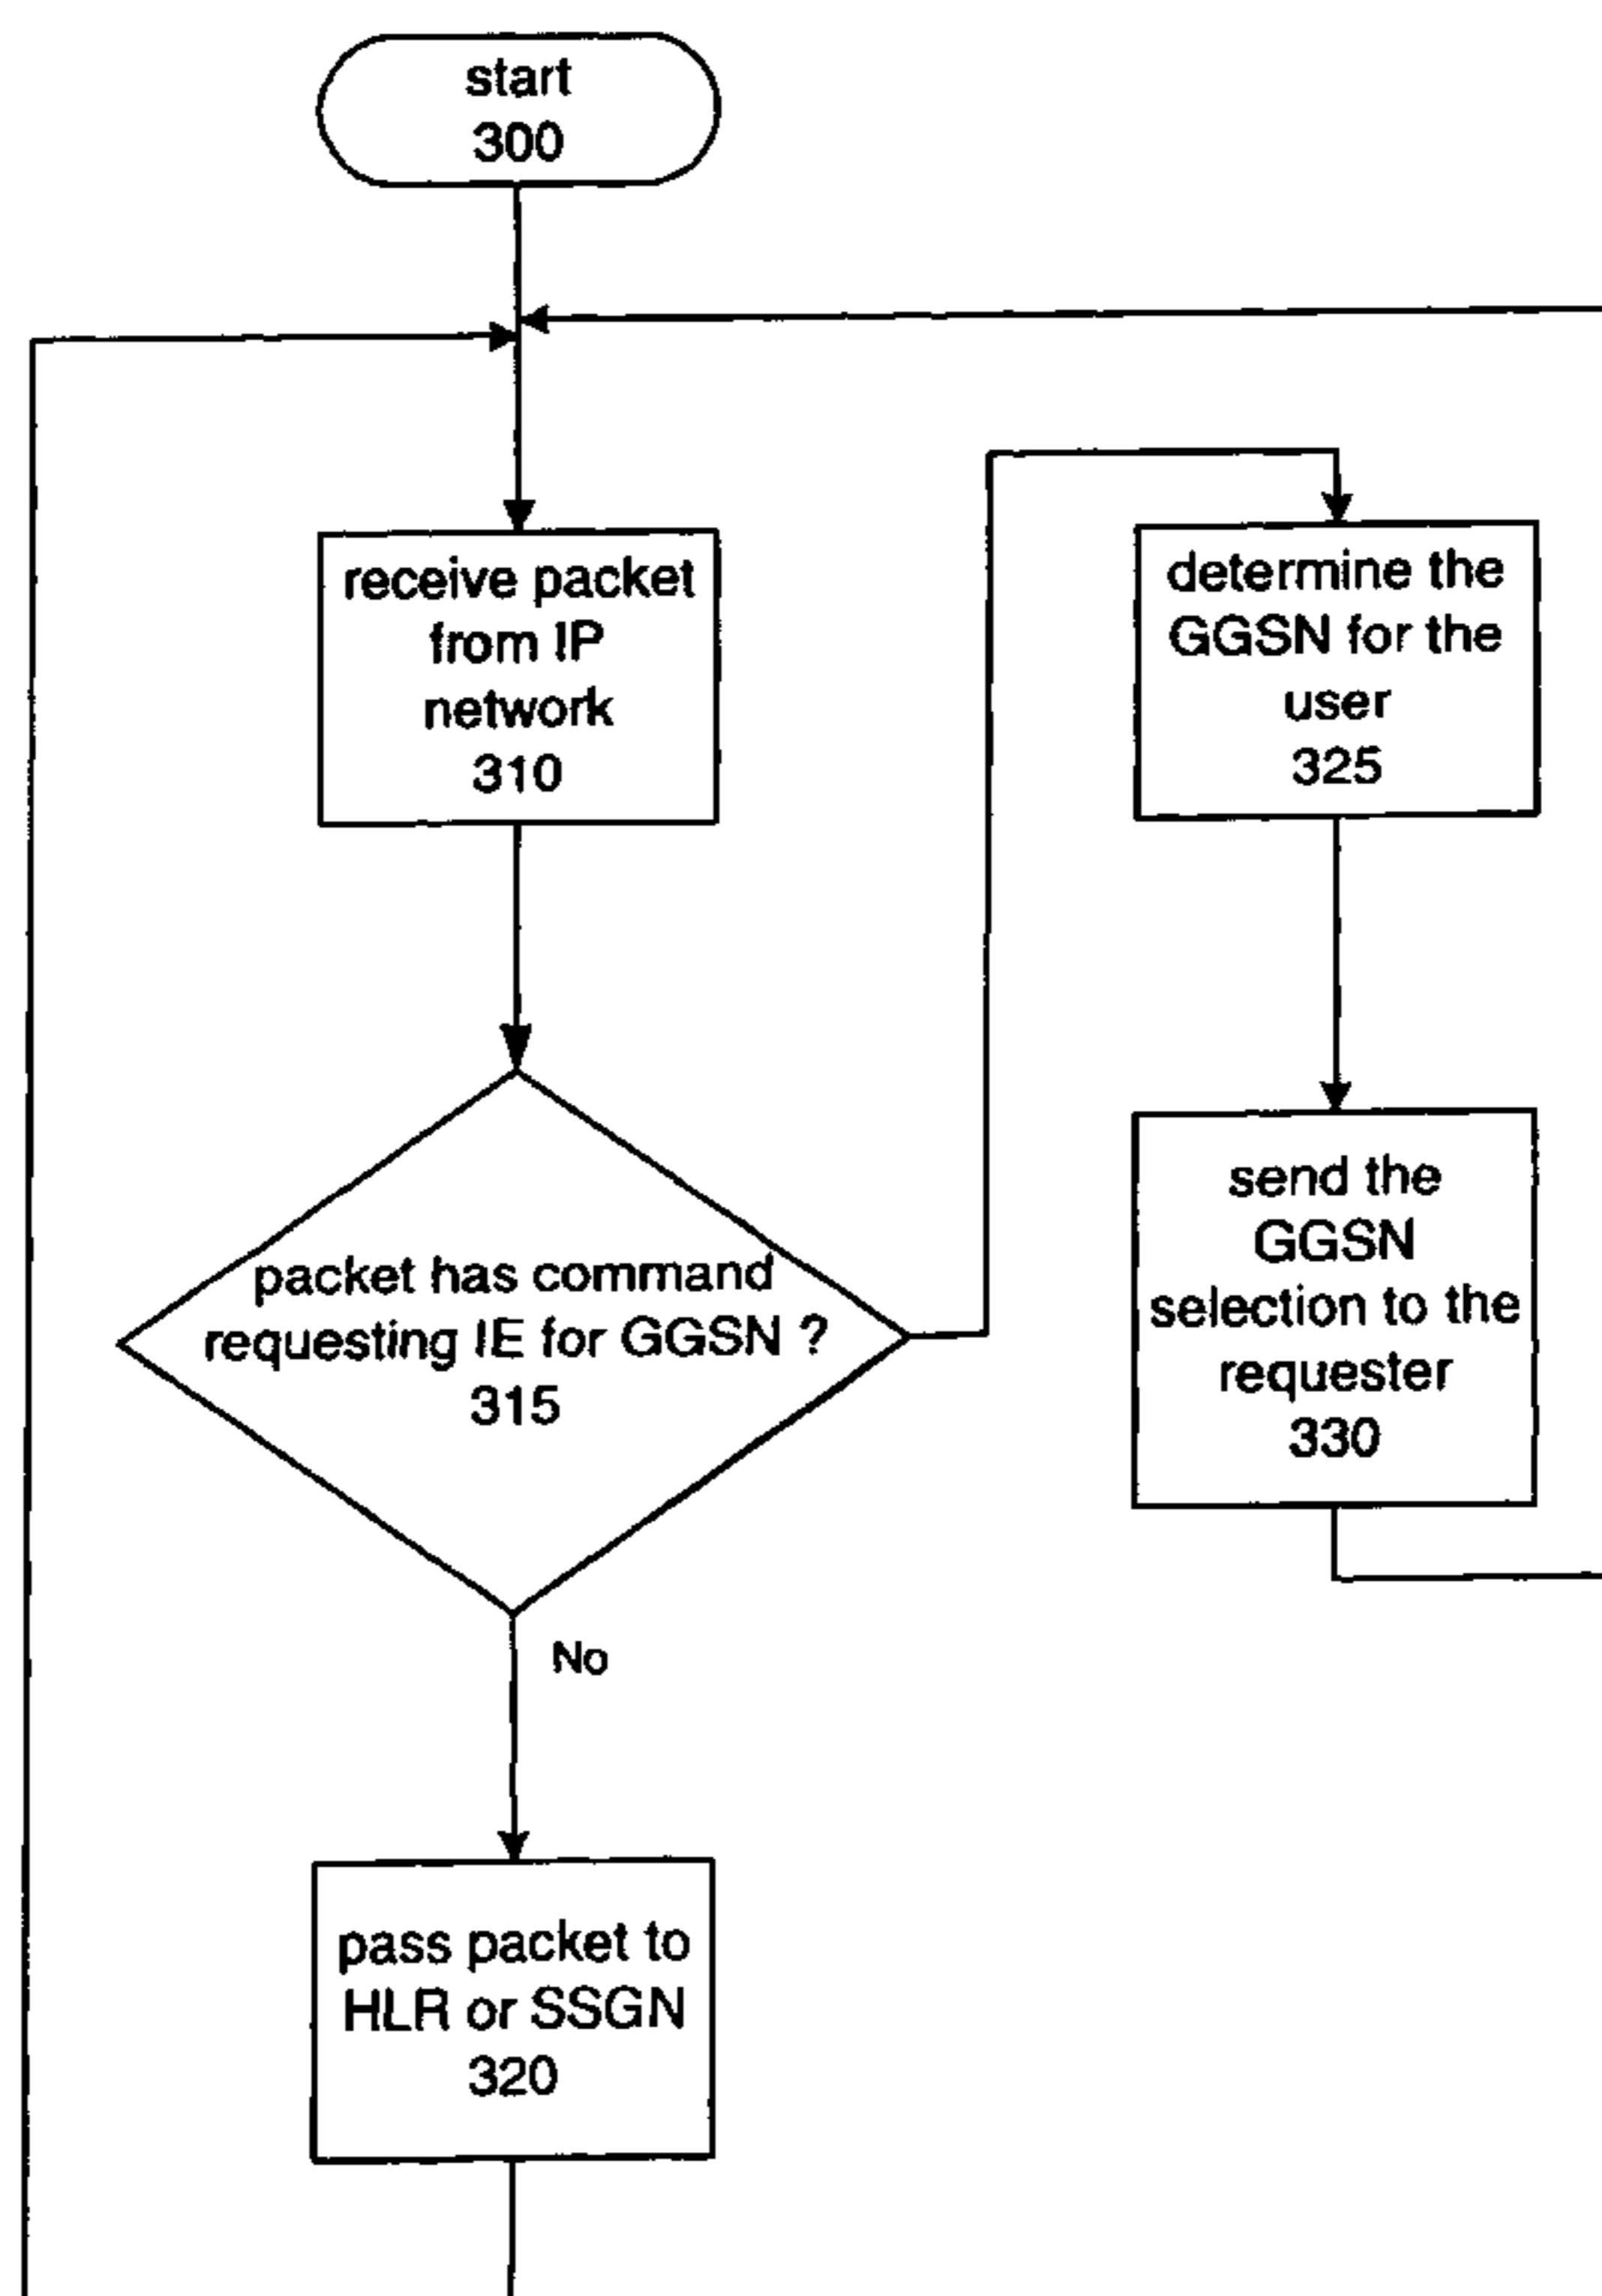 start
300
receive packet
from IP
network
310
packet has command
requesting IE for GGSN ?
315
No
pass packet to
HLR or SSGN
320
determine the
GGSN for the
user
325
send the
GGSN
selection to the
requester
330